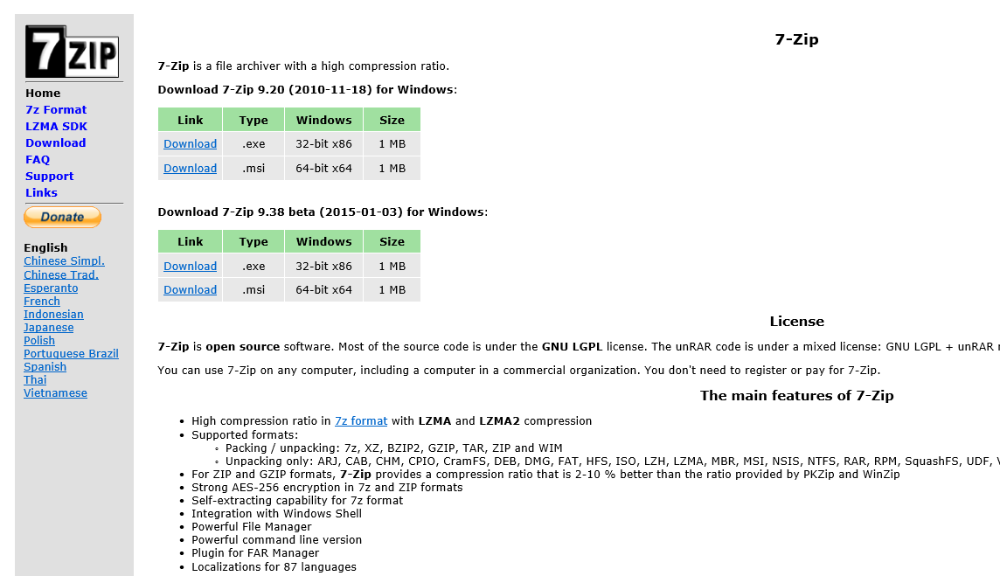 7ZIP
Home
7z Format
LZMA SDK
Download
FAQ
Support
Links
Donate
English
Chinese Simpl.
Chinese Trad.
Esperanto
French
Indonesian
Japanese
Polish
Portuguese Brazil
Spanish
Thai
Vietnamese
7-Zip
7-Zip is a file archiver with a high compression ratio.
Download 7-Zip 9.20 (2010-11-18) for Windows:
Link Type Windows Size
Download .exe 32-bit x86 1 MB
Download .msi 64-bit x64 1 MB
Download 7-Zip 9.38 beta (2015-01-03) for Windows:
Link Type Windows Size
Download .exe 32-bit x86 1 MB
Download .msi 64-bit x64 1 MB
License
7-Zip is open source software. Most of the source code is under the GNU LGPL license. The unRAR code is under a mixed license: GNU LGPL + unRAR
You can use 7-Zip on any computer, including a computer in a commercial organization. You don't need to register or pay for 7-Zip.
The main features of 7-Zip
• High compression ratio in 7z format with LZMA and LZMA2 compression
• Supported formats:
◦ Packing / unpacking: 7z, XZ, BZIP2, GZIP, TAR, ZIP and WIM
◦ Unpacking only: ARJ, CAB, CHM, CPIO, CramFS, DEB, DMG, FAT, HFS, ISO, LZH, LZMA, MBR, MSI, NSIS, NTFS, RAR, RPM, SquashFS, UDF,
• For ZIP and GZIP formats, 7-Zip provides a compression ratio that is 2-10 % better than the ratio provided by PKZip and WinZip
• Strong AES-256 encryption in 7z and ZIP formats
• Self-extracting capability for 7z format
• Integration with Windows Shell
• Powerful File Manager
• Powerful command line version
• Plugin for FAR Manager
• Localizations for 87 languages